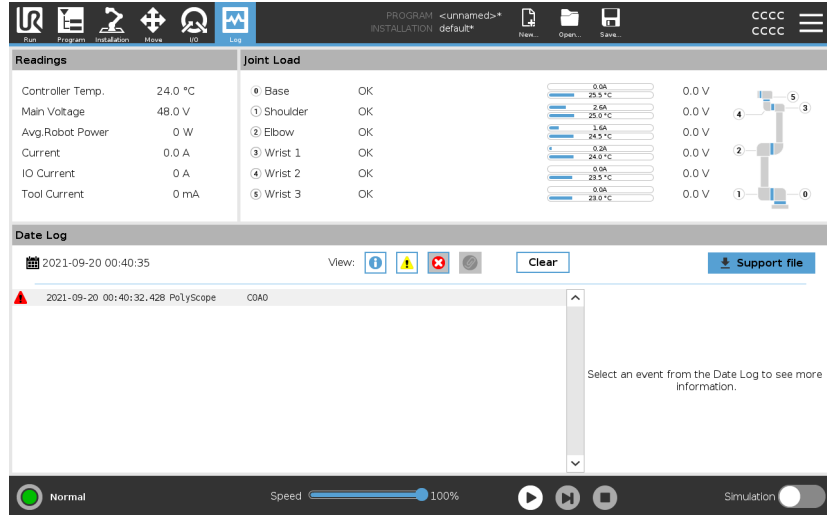 UR
PROGRAM <unnamed>*
INSTALLATION default*
CCCC
CCCC
Run Program Installation Move I/O Log New... Open... Save...
Readings
Controller Temp. 24.0 °C
Main Voltage 48.0 V
Avg.Robot Power 0 W
Current 0.0 A
IO Current 0 A
Tool Current 0 mA
Joint Load
0 Base OK 0.0A 25.5 °C 0.0 V
1 Shoulder OK 2.6A 25.0 °C 0.0 V
2 Elbow OK 1.6A 24.5 °C 0.0 V
3 Wrist 1 OK 0.2A 24.0 °C 0.0 V
4 Wrist 2 OK 0.0A 23.5 °C 0.0 V
5 Wrist 3 OK 0.0A 23.0 °C 0.0 V
5
4 3
2
1 0
Date Log
2021-09-20 00:40:35 View: Clear Support file
2021-09-20 00:40:32.428 PolyScope C0A0
Select an event from the Date Log to see more
information.
Normal Speed 100% Simulation